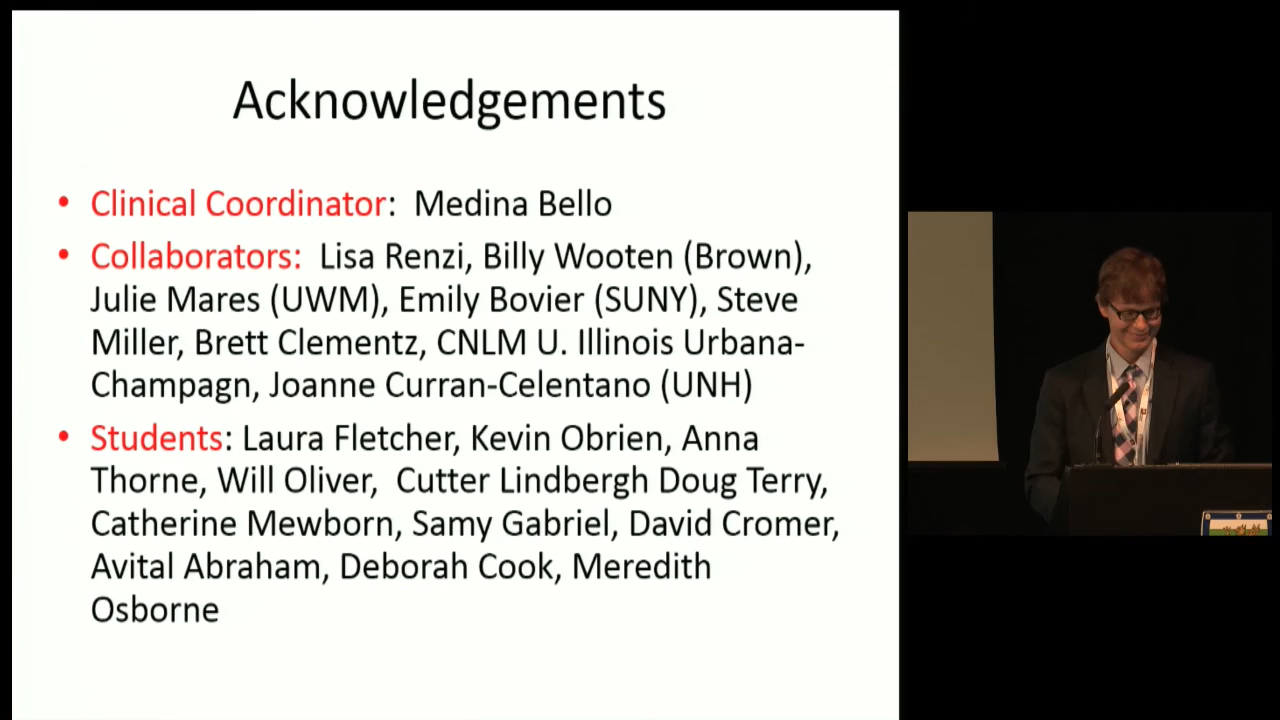 Acknowledgements
• Clinical Coordinator:  Medina Bello
• Collaborators:  Lisa Renzi, Billy Wooten (Brown),
Julie Mares (UWM), Emily Bovier (SUNY), Steve
Miller, Brett Clementz, CNLM U. Illinois Urbana-
Champagn, Joanne Curran-Celentano (UNH)
• Students: Laura Fletcher, Kevin Obrien, Anna
Thorne, Will Oliver,  Cutter Lindbergh Doug Terry,
Catherine Mewborn, Samy Gabriel, David Cromer,
Avital Abraham, Deborah Cook, Meredith
Osborne